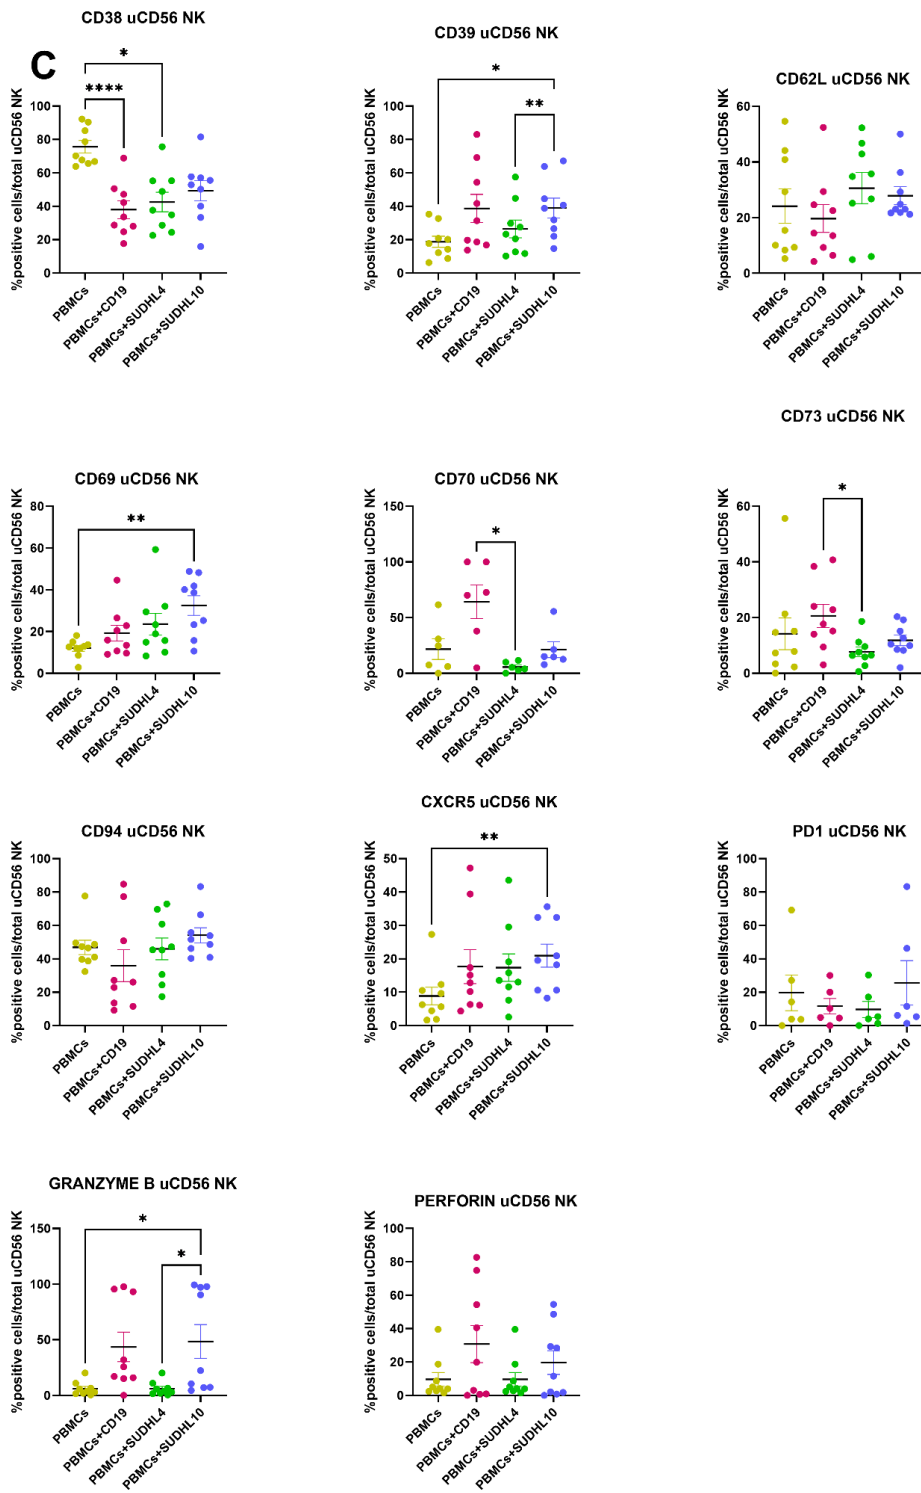 C
CD38 uCD56 NK
%positive cells/total uCD56 NK
100
80
60
40
20
0
*
****
PBMCs
PBMCs+CD19
PBMCs+SUDHL4
PBMCs+SUDHL10
CD39 uCD56 NK
%positive cells/total uCD56 NK
100
80
60
40
20
0
*
**
PBMCs
PBMCs+CD19
PBMCs+SUDHL4
PBMCs+SUDHL10
CD62L uCD56 NK
%positive cells/total uCD56 NK
60
40
20
0
PBMCs
PBMCs+CD19
PBMCs+SUDHL4
PBMCs+SUDHL10
CD69 uCD56 NK
%positive cells/total uCD56 NK
80
60
40
20
0
**
PBMCs
PBMCs+CD19
PBMCs+SUDHL4
PBMCs+SUDHL10
CD70 uCD56 NK
%positive cells/total uCD56 NK
150
100
50
0
*
PBMCs
PBMCs+CD19
PBMCs+SUDHL4
PBMCs+SUDHL10
CD73 uCD56 NK
%positive cells/total uCD56 NK
60
40
20
0
*
PBMCs
PBMCs+CD19
PBMCs+SUDHL4
PBMCs+SUDHL10
CD94 uCD56 NK
%positive cells/total uCD56 NK
100
80
60
40
20
0
PBMCs
PBMCs+CD19
PBMCs+SUDHL4
PBMCs+SUDHL10
CXCR5 uCD56 NK
%positive cells/total uCD56 NK
50
40
30
20
10
0
**
PBMCs
PBMCs+CD19
PBMCs+SUDHL4
PBMCs+SUDHL10
PD1 uCD56 NK
%positive cells/total uCD56 NK
100
80
60
40
20
0
PBMCs
PBMCs+CD19
PBMCs+SUDHL4
PBMCs+SUDHL10
GRANZYME B uCD56 NK
%positive cells/total uCD56 NK
150
100
50
0
*
*
PBMCs
PBMCs+CD19
PBMCs+SUDHL4
PBMCs+SUDHL10
PERFORIN uCD56 NK
%positive cells/total uCD56 NK
100
80
60
40
20
0
PBMCs
PBMCs+CD19
PBMCs+SUDHL4
PBMCs+SUDHL10